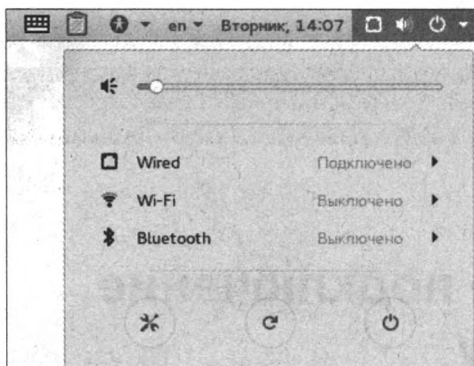 en Вторник, 14:07
Wired Подключено
Wi-Fi Выключено
Bluetooth Выключено